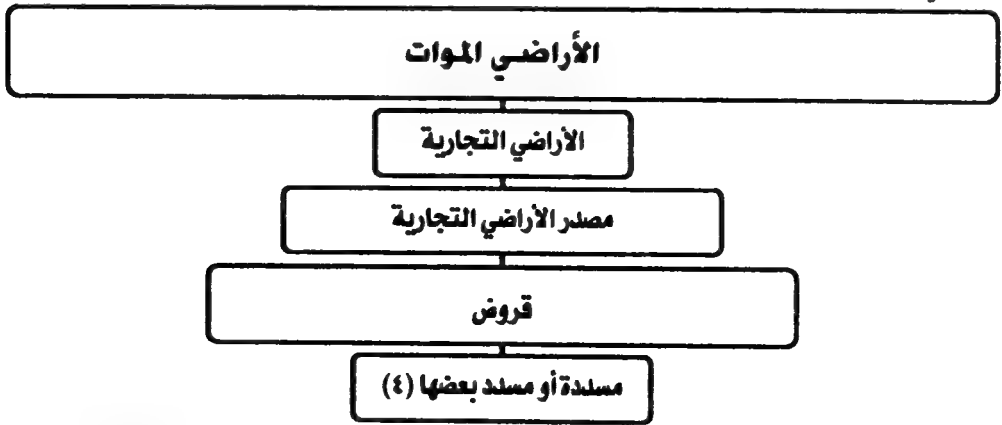 الأراضي الموات
الأراضي التجارية
مصدر الأراضي التجارية
قروض
مسددة أو مسدد بعضها (٤)